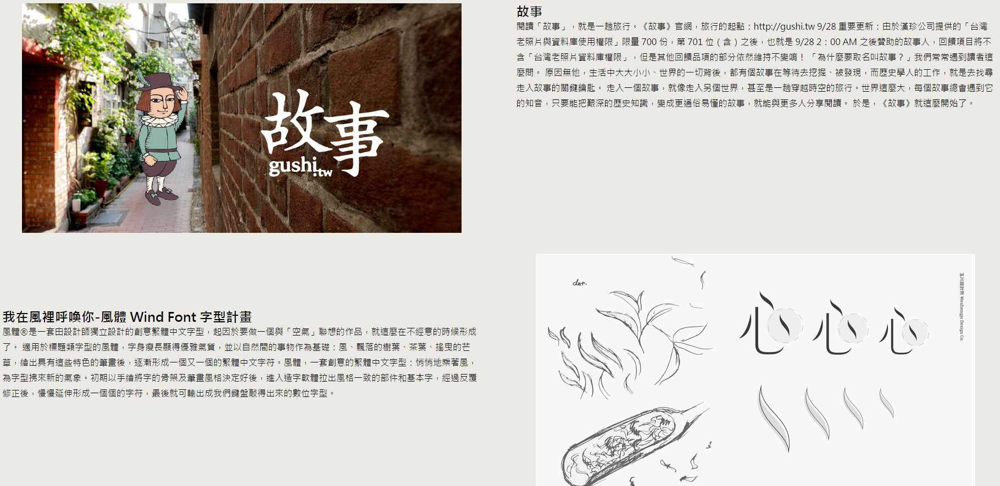 故事
gushi.tw
故事
閱讀「故事」，就是一趟旅行。《故事》官網，旅行的起點：http://gushi.tw 9/28 重要更新：由於漢珍公司提供的「台灣
老照片與資料庫使用權限」限量 700 份，第 701 位（含）之後，也就是 9/28 2：00 AM 之後贊助的故事人，回饋項目將不
含「台灣老照片資料庫權限」，但是其他回饋品項的部分依然維持不變唷！ 「為什麼要取名叫故事？」我們常常遇到讀者這
麼問。 原因無他，生活中大大小小、世界的一切背後，都有個故事在等待去挖掘、被發現，而歷史學人的工作，就是去找尋
走入故事的關鍵鑰匙。 走入一個故事，就像走入另個世界，甚至是一趟穿越時空的旅行。世界這麼大，每個故事總會遇到它
的知音，只要能把艱深的歷史知識，變成更通俗易懂的故事，就能與更多人分享閱讀。 於是，《故事》就這麼開始了。
我在風裡呼喚你-風體 Wind Font 字型計畫
風體®是一套由設計師獨立設計的創意繁體中文字型，起因於要做一個與「空氣」聯想的作品，就這麼在不經意的時候形成
了。 適用於標題類字型的風體，字身瘦長顯得優雅氣質，並以自然間的事物作為基礎：風、飄落的樹葉、茶葉、搖曳的芒
草，繪出具有這些特色的筆畫後，逐漸形成一個又一個的繁體中文字符。風體，一套創意的繁體中文字型：悄悄地乘著風，
為字型拂來新的氣象。初期以手繪將字的骨架及筆畫風格決定好後，進入造字軟體拉出風格一致的部件和基本字，經過反覆
修正後，慢慢延伸形成一個個的字符，最後就可輸出成我們鍵盤敲得出來的數位字型。
心 心 心
玉川設計所 Wenhengju Design Co.